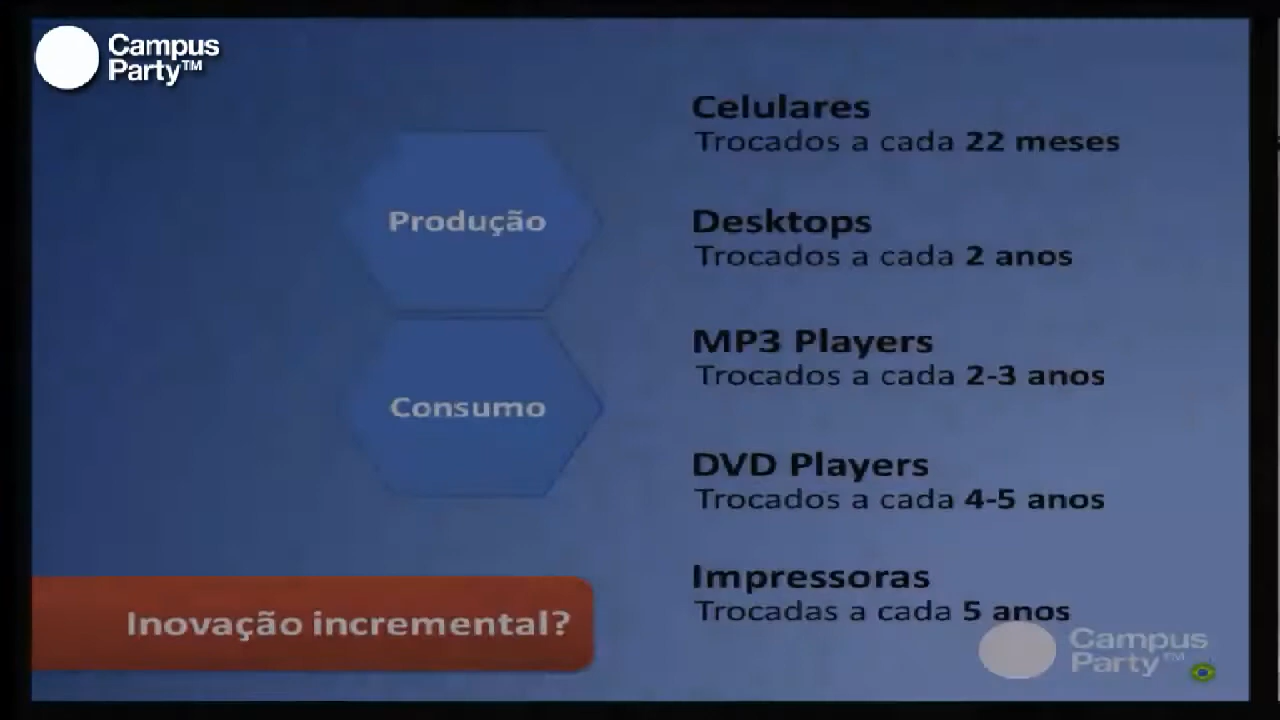 Campus
Party™
Produção
Consumo
Inovação incremental?
Celulares
Trocados a cada 22 meses
Desktops
Trocados a cada 2 anos
MP3 Players
Trocados a cada 2-3 anos
DVD Players
Trocados a cada 4-5 anos
Impressoras
Trocadas a cada 5 anos
Campus
Party™